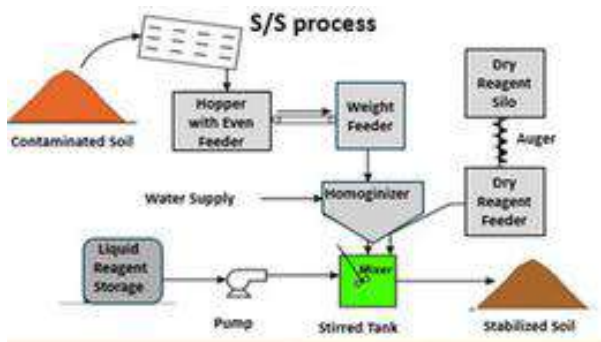 S/S process
Contaminated Soil
Hopper
with Even
Feeder
Weight
Feeder
Dry
Reagent
Silo
Auger
Dry
Reagent
Feeder
Water Supply
Homoginizer
Liquid
Reagent
Storage
Pump
Mixer
Stirred Tank
Stabilized Soil